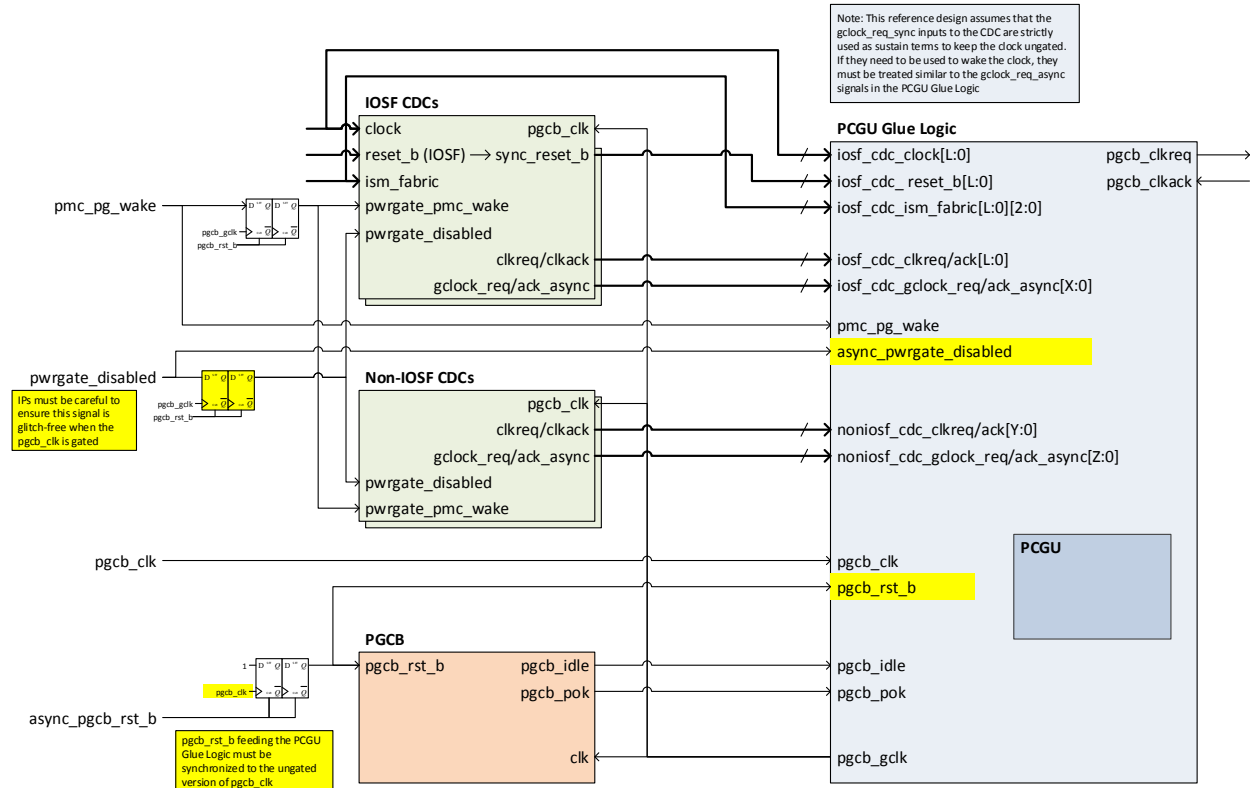 Note: This reference design assumes that the
gclock_req_sync inputs to the CDC are strictly
used as sustain terms to keep the clock ungated.
If they need to be used to wake the clock, they
must be treated similar to the gclock_req_async
signals in the PCGU Glue Logic
IOSF CDCs
clock
pgcb_clk
reset_b (IOSF)
sync_reset_b
ism_fabric
pwrgate_pmc_wake
pwrgate_disabled
clkreq/clkack
gclock_req/ack_async
PCGU Glue Logic
iosf_cdc_clock[L:0]
pgcb_clkreq
iosf_cdc_ reset_b[L:0]
pgcb_clkack
iosf_cdc_ism_fabric[L:0][2:0]
iosf_cdc_clkreq/ack[L:0]
iosf_cdc_gclock_req/ack_async[X:0]
pmc_pg_wake
async_pwrgate_disabled
noniosf_cdc_clkreq/ack[Y:0]
noniosf_cdc_gclock_req/ack_async[Z:0]
pgcb_clk
pgcb_rst_b
pgcb_idle
pgcb_pok
pgcb_gclk
PCGU
pmc_pg_wake
D Q D Q
Q Q
pgcb_gclk
pgcb_rst_b
pwrgate_disabled
D Q D Q
Q Q
pgcb_gclk
pgcb_rst_b
IPs must be careful to
ensure this signal is
glitch-free when the
pgcb_clk is gated
Non-IOSF CDCs
pgcb_clk
clkreq/clkack
gclock_req/ack_async
pwrgate_disabled
pwrgate_pmc_wake
pgcb_clk
PGCB
pgcb_rst_b
pgcb_idle
pgcb_pok
clk
1
D Q D Q
Q Q
pgcb_clk
async_pgcb_rst_b
pgcb_rst_b feeding the PCGU
Glue Logic must be
synchronized to the ungated
version of pgcb_clk